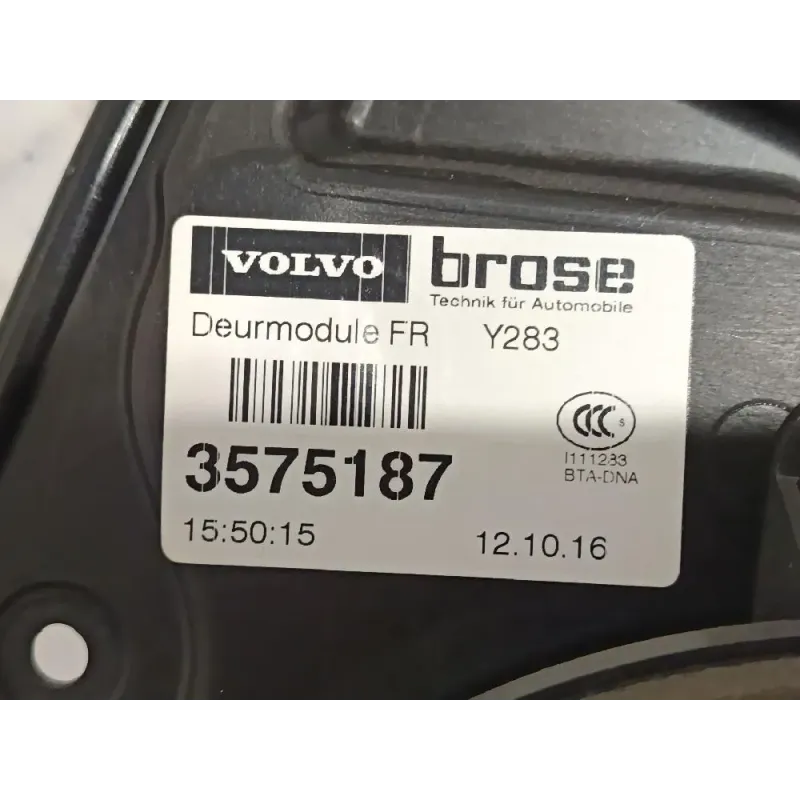 VOLVO brose
Technik für Automobile
Deurmodule FR Y283
CCC S
I111283
BTA-DNA
3575187
15:50:15 12.10.16